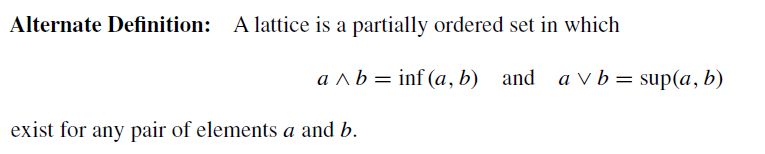 Alternate Definition: A lattice is a partially ordered set in which
a ∧ b = inf (a, b) and a ∨ b = sup(a, b)
exist for any pair of elements a and b.